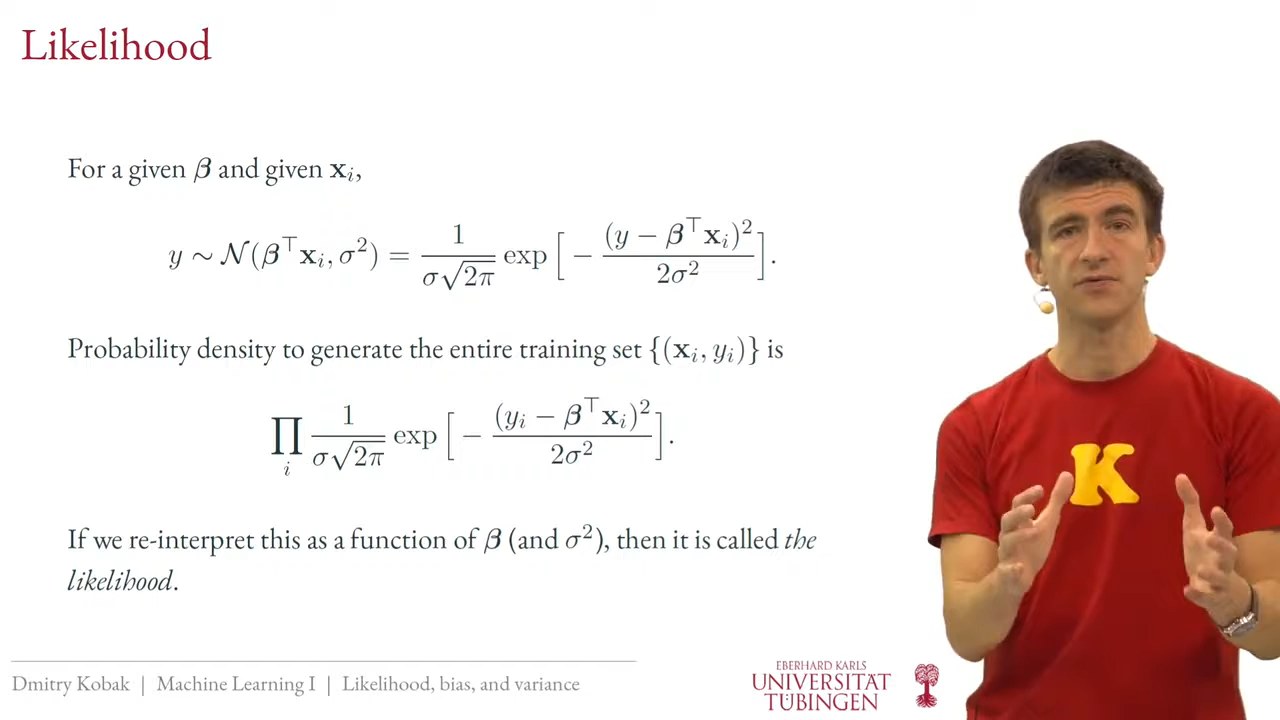 Likelihood
For a given β and given xᵢ,
y ∼ 𝒩(β⊤xᵢ, σ²) = 1/(σ√2π) exp[ − (y − β⊤xᵢ)²/(2σ²) ].
Probability density to generate the entire training set {(xᵢ, yᵢ)} is
∏ᵢ 1/(σ√2π) exp[ − (yᵢ − β⊤xᵢ)²/(2σ²) ].
If we re-interpret this as a function of β (and σ²), then it is called the
likelihood.
K
Dmitry Kobak | Machine Learning I | Likelihood, bias, and variance
EBERHARD KARLS
UNIVERSITÄT
TÜBINGEN